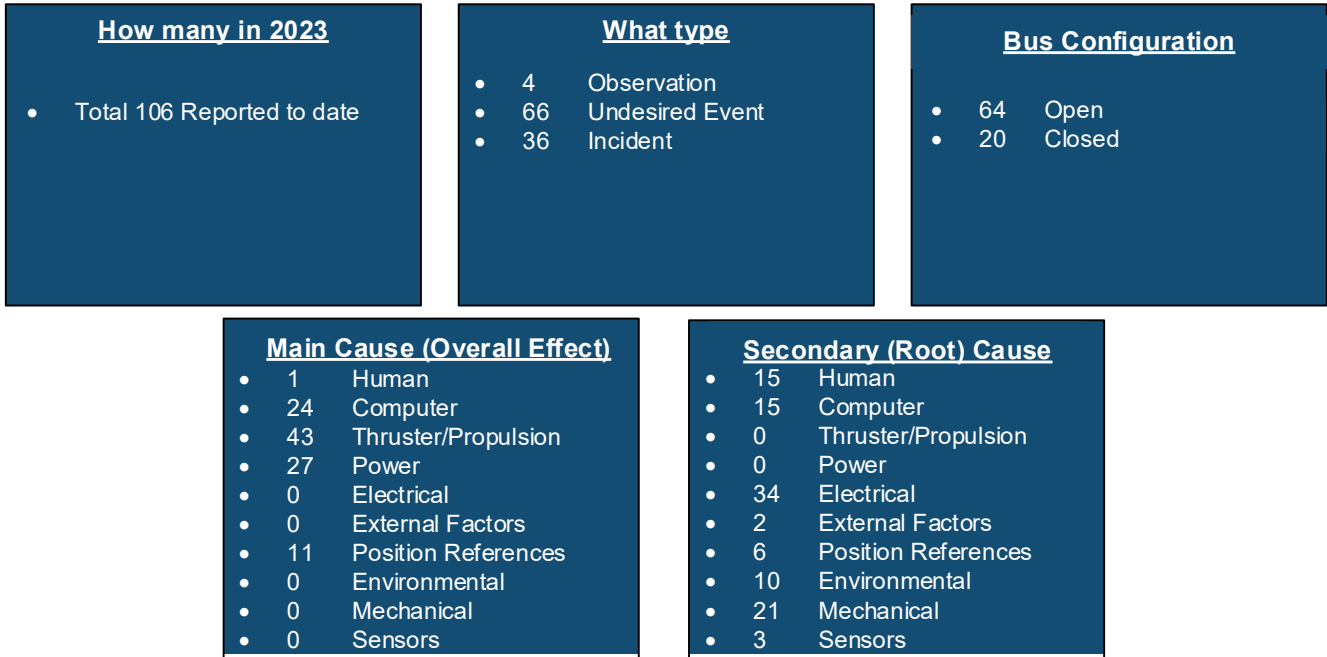 How many in 2023
• Total 106 Reported to date
What type
• 4 Observation
• 66 Undesired Event
• 36 Incident
Bus Configuration
• 64 Open
• 20 Closed
Main Cause (Overall Effect)
• 1 Human
• 24 Computer
• 43 Thruster/Propulsion
• 27 Power
• 0 Electrical
• 0 External Factors
• 11 Position References
• 0 Environmental
• 0 Mechanical
• 0 Sensors
Secondary (Root) Cause
• 15 Human
• 15 Computer
• 0 Thruster/Propulsion
• 0 Power
• 34 Electrical
• 2 External Factors
• 6 Position References
• 10 Environmental
• 21 Mechanical
• 3 Sensors